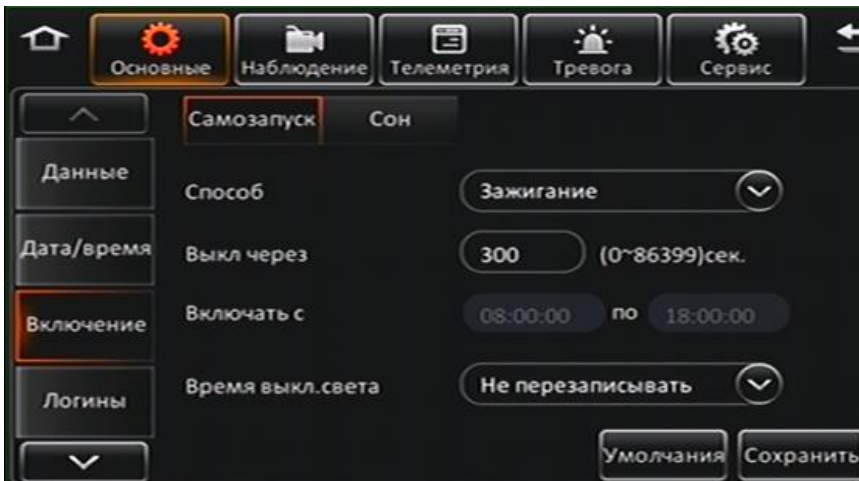 Основные Наблюдение Телеметрия Тревога Сервис
Самозапуск Сон
Данные
Способ Зажигание
Дата/время
Выкл через 300 (0~86399)сек.
Включение
Включать с 08:00:00 по 18:00:00
Логины
Время выкл.света Не перезаписывать
Умолчания Сохранить